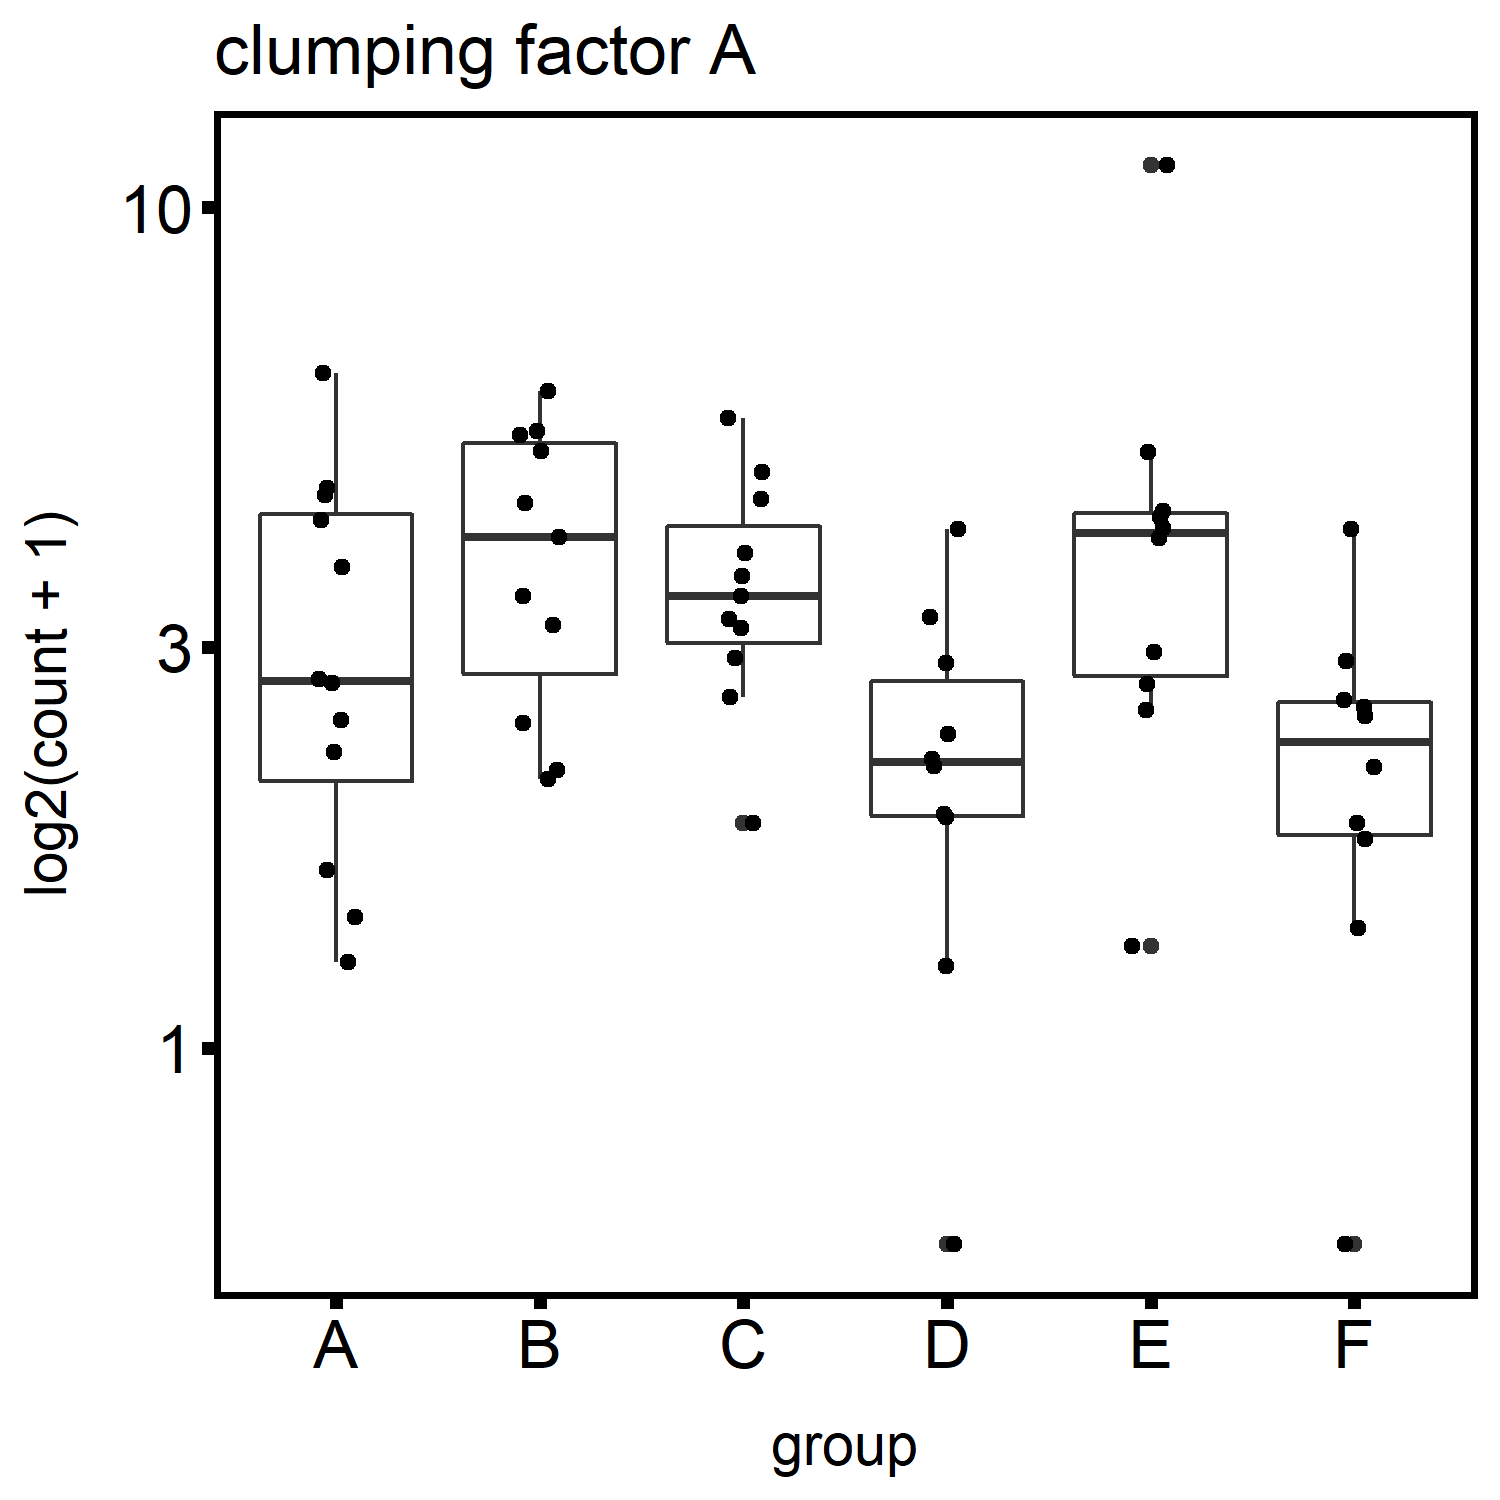 clumping factor A
log2(count + 1)
10
3
1
A B C D E F
group